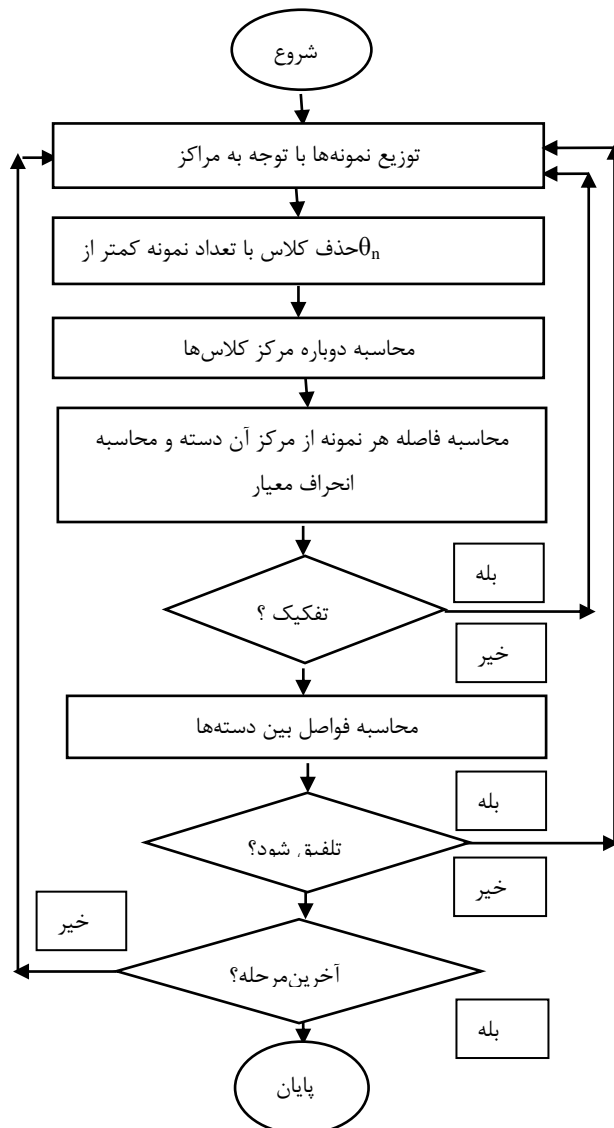 شروع
توزیع نمونه‌ها با توجه به مراکز
حذف کلاس با تعداد نمونه کمتر از θn
محاسبه دوباره مرکز کلاس‌ها
محاسبه فاصله هر نمونه از مرکز آن دسته و محاسبه
انحراف معیار
بله
تفکیک ؟
خیر
محاسبه فواصل بین دسته‌ها
بله
تلفیق شود؟
خیر
خیر
آخرین‌مرحله؟
بله
پایان